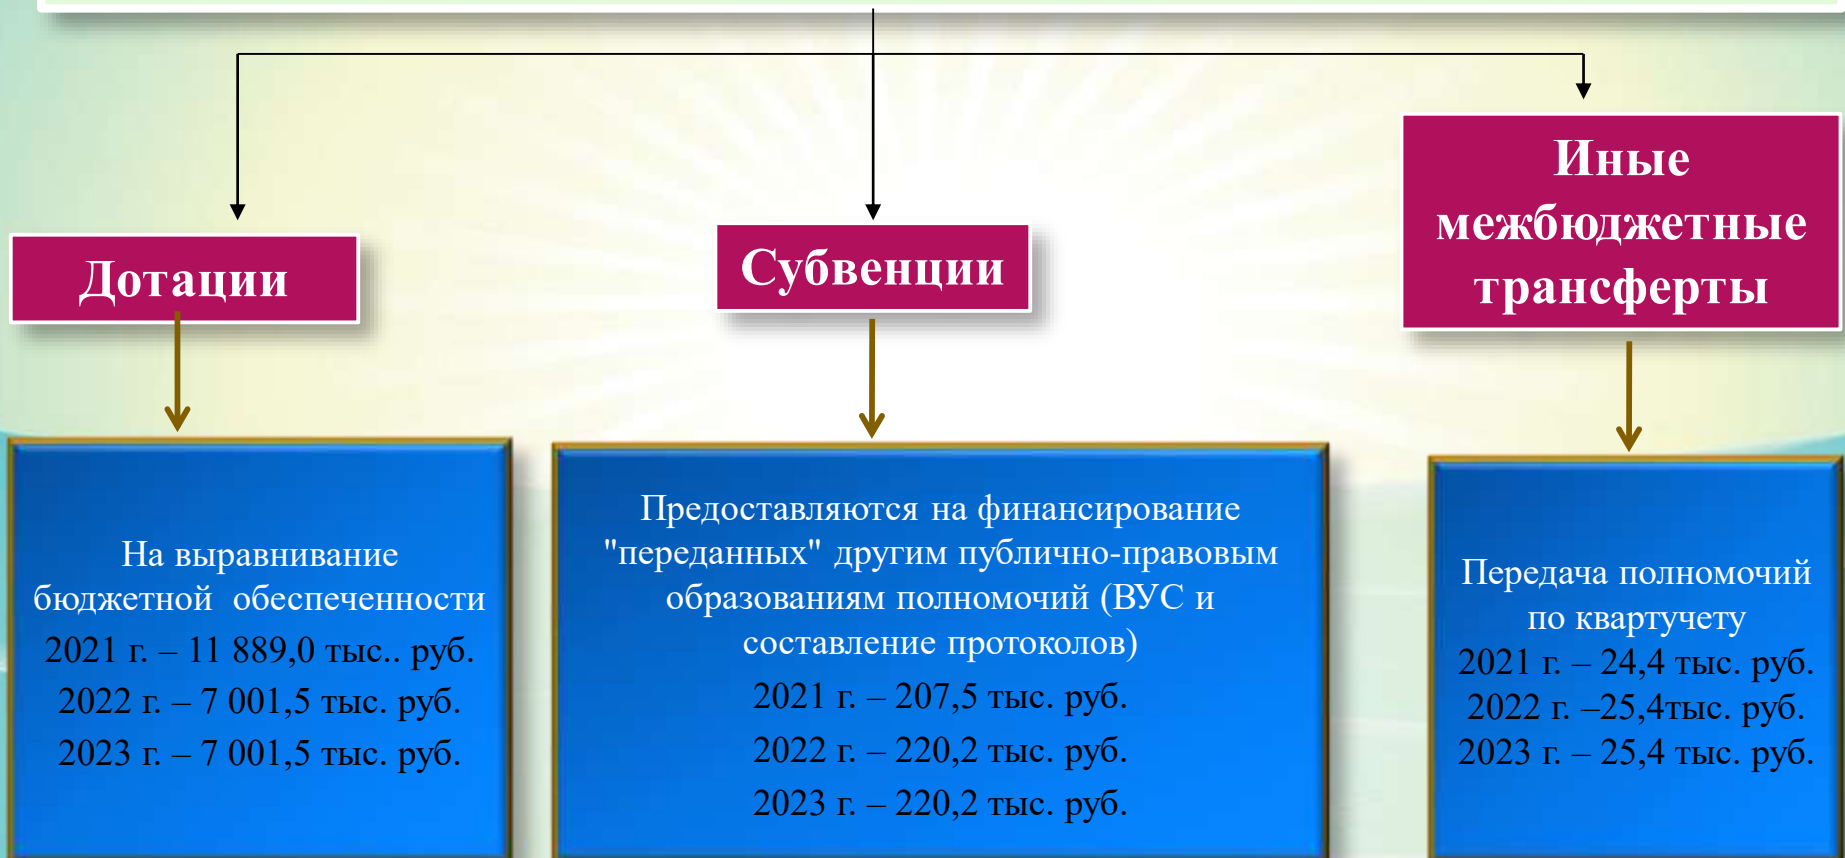 Дотации
Субвенции
Иные
межбюджетные
трансферты
На выравнивание
бюджетной обеспеченности
2021 г. – 11 889,0 тыс.. руб.
2022 г. – 7 001,5 тыс. руб.
2023 г. – 7 001,5 тыс. руб.
Предоставляются на финансирование
"переданных" другим публично-правовым
образованиям полномочий (ВУС и
составление протоколов)
2021 г. – 207,5 тыс. руб.
2022 г. – 220,2 тыс. руб.
2023 г. – 220,2 тыс. руб.
Передача полномочий
по квартучету
2021 г. – 24,4 тыс. руб.
2022 г. –25,4тыс. руб.
2023 г. – 25,4 тыс. руб.